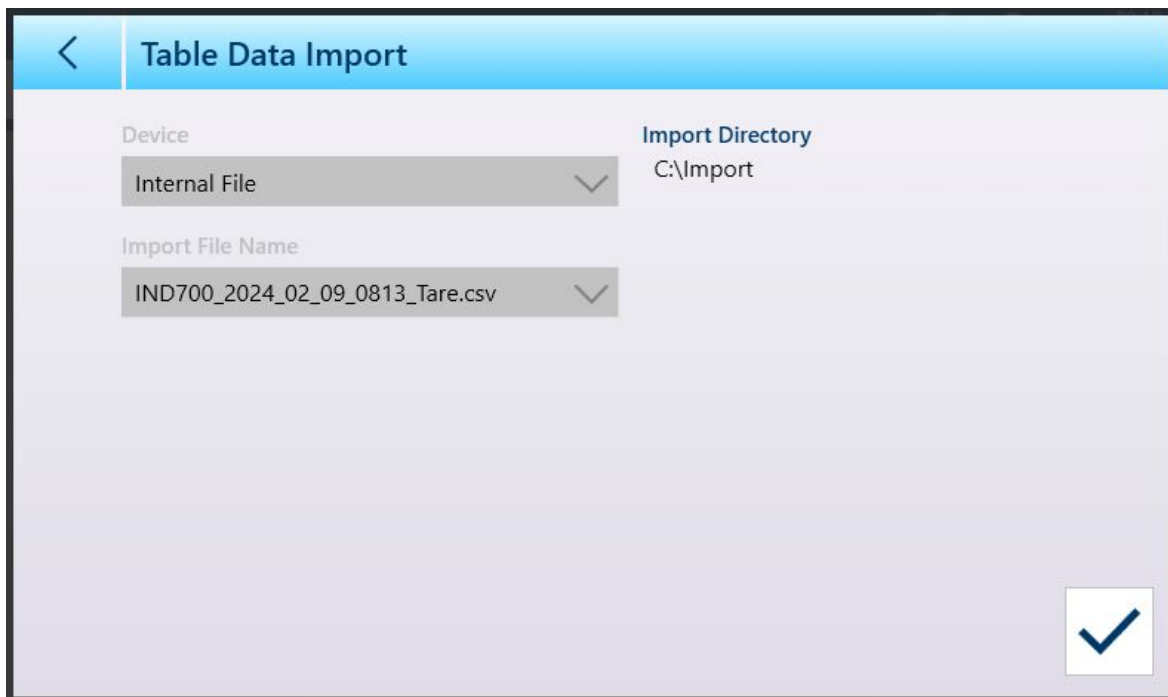 Table Data Import
Device
Internal File
Import File Name
IND700_2024_02_09_0813_Tare.csv
Import Directory
C:\Import